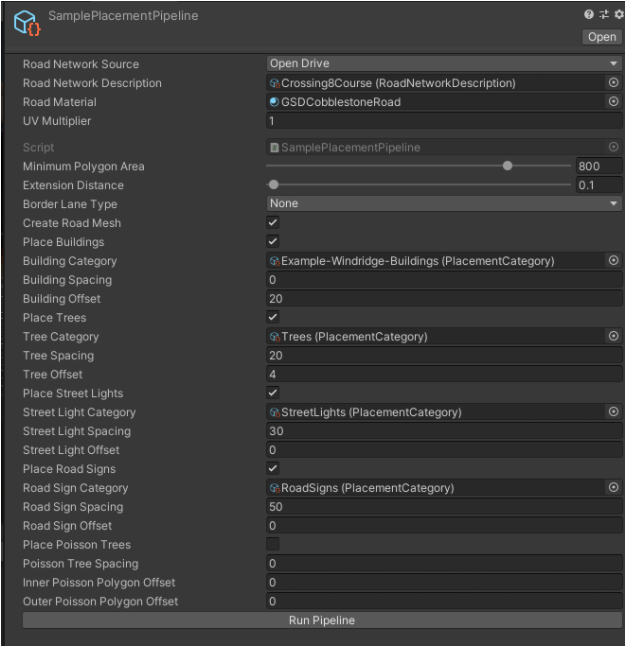 SamplePlacementPipeline
Open
Road Network Source Open Drive
Road Network Description Crossing8Course (RoadNetworkDescription)
Road Material GSDCobblestoneRoad
UV Multiplier 1
Script SamplePlacementPipeline
Minimum Polygon Area 800
Extension Distance 0.1
Border Lane Type None
Create Road Mesh
Place Buildings
Building Category Example-Windridge-Buildings (PlacementCategory)
Building Spacing 0
Building Offset 20
Place Trees
Tree Category Trees (PlacementCategory)
Tree Spacing 20
Tree Offset 4
Place Street Lights
Street Light Category StreetLights (PlacementCategory)
Street Light Spacing 30
Street Light Offset 0
Place Road Signs
Road Sign Category RoadSigns (PlacementCategory)
Road Sign Spacing 50
Road Sign Offset 0
Place Poisson Trees
Poisson Tree Spacing 0
Inner Poisson Polygon Offset 0
Outer Poisson Polygon Offset 0
Run Pipeline